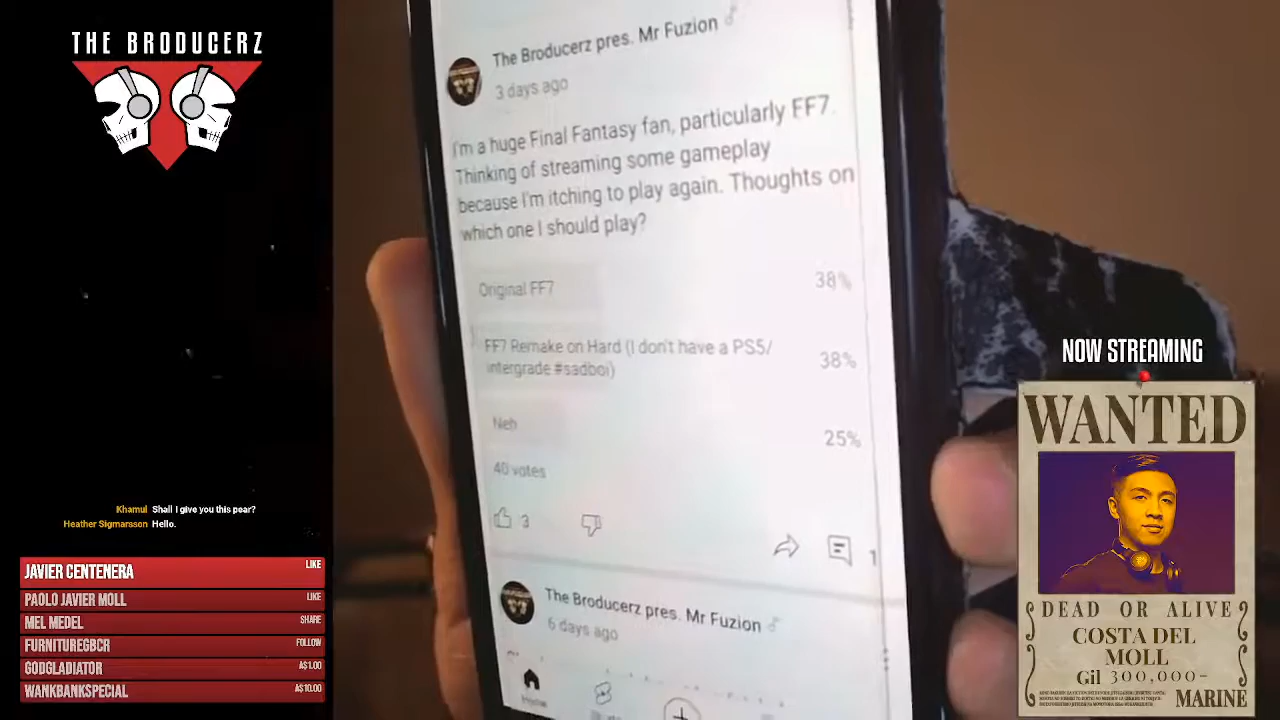 THE BRODUCERZ
The Broducerz pres. Mr Fuzion
3 days ago
I'm a huge Final Fantasy fan, particularly FF7.
Thinking of streaming some gameplay
because I'm itching to play again. Thoughts on
which one I should play?
Original FF7 38%
FF7 Remake on Hard (I don't have a PS5/
intergrade #sadboi) 38%
Neh 25%
40 votes
3
1
The Broducerz pres. Mr Fuzion
6 days ago
Home
Khamul Shall I give you this pear?
Heather Sigmarsson Hello.
JAVIER CENTENERA LIKE
PAOLO JAVIER MOLL LIKE
MEL MEDEL SHARE
FURNITUREGBCR FOLLOW
GODGLADIATOR A$1.00
WANKBANKSPECIAL A$10.00
NOW STREAMING
WANTED
DEAD OR ALIVE
COSTA DEL
MOLL
Gil 300,000-
MARINE